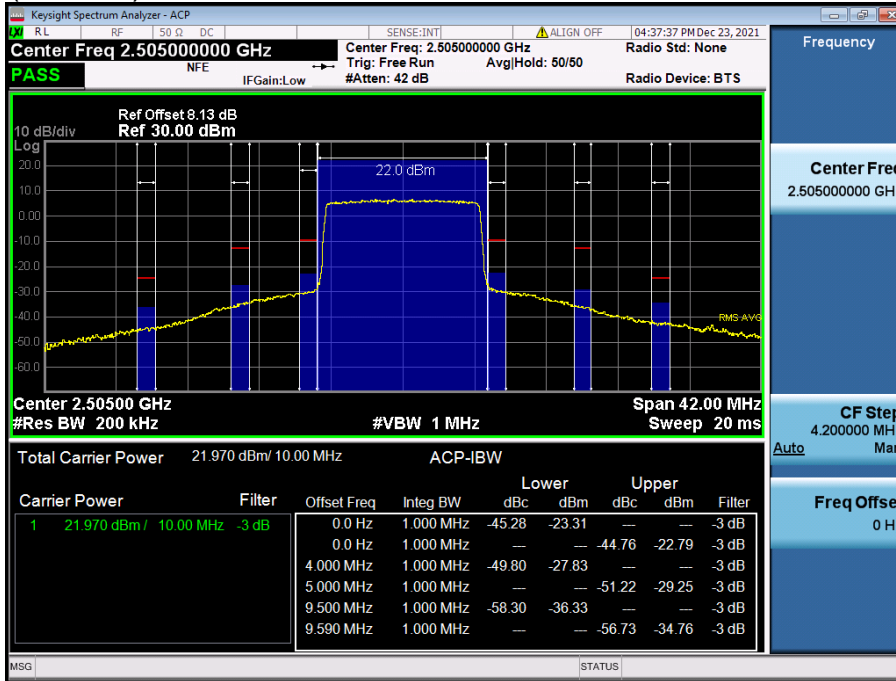 Keysight Spectrum Analyzer - ACP
LXI RL RF 50 Ω DC SENSE:INT ALIGN OFF 04:37:37 PM Dec 23, 2021
Center Freq 2.505000000 GHz Center Freq: 2.505000000 GHz Radio Std: None
NFE Trig: Free Run Avg|Hold: 50/50
PASS IFGain:Low #Atten: 42 dB Radio Device: BTS
Ref Offset 8.13 dB
10 dB/div Ref 30.00 dBm
Log
20.0
22.0 dBm
10.0
0.00
-10.0
-20.0
-30.0
-40.0
RMS AVG
-50.0
-60.0
Center 2.50500 GHz Span 42.00 MHz
#Res BW 200 kHz #VBW 1 MHz Sweep 20 ms
Total Carrier Power 21.970 dBm/ 10.00 MHz ACP-IBW
Lower Upper
Carrier Power Filter Offset Freq Integ BW dBc dBm dBc dBm Filter
1 21.970 dBm / 10.00 MHz -3 dB 0.0 Hz 1.000 MHz -45.28 -23.31 --- --- -3 dB
0.0 Hz 1.000 MHz --- --- -44.76 -22.79 -3 dB
4.000 MHz 1.000 MHz -49.80 -27.83 --- --- -3 dB
5.000 MHz 1.000 MHz --- --- -51.22 -29.25 -3 dB
9.500 MHz 1.000 MHz -58.30 -36.33 --- --- -3 dB
9.590 MHz 1.000 MHz --- --- -56.73 -34.76 -3 dB
MSG STATUS
Frequency
Center Fre
2.505000000 GH
CF Step
4.200000 MH
Auto Ma
Freq Offse
0 H